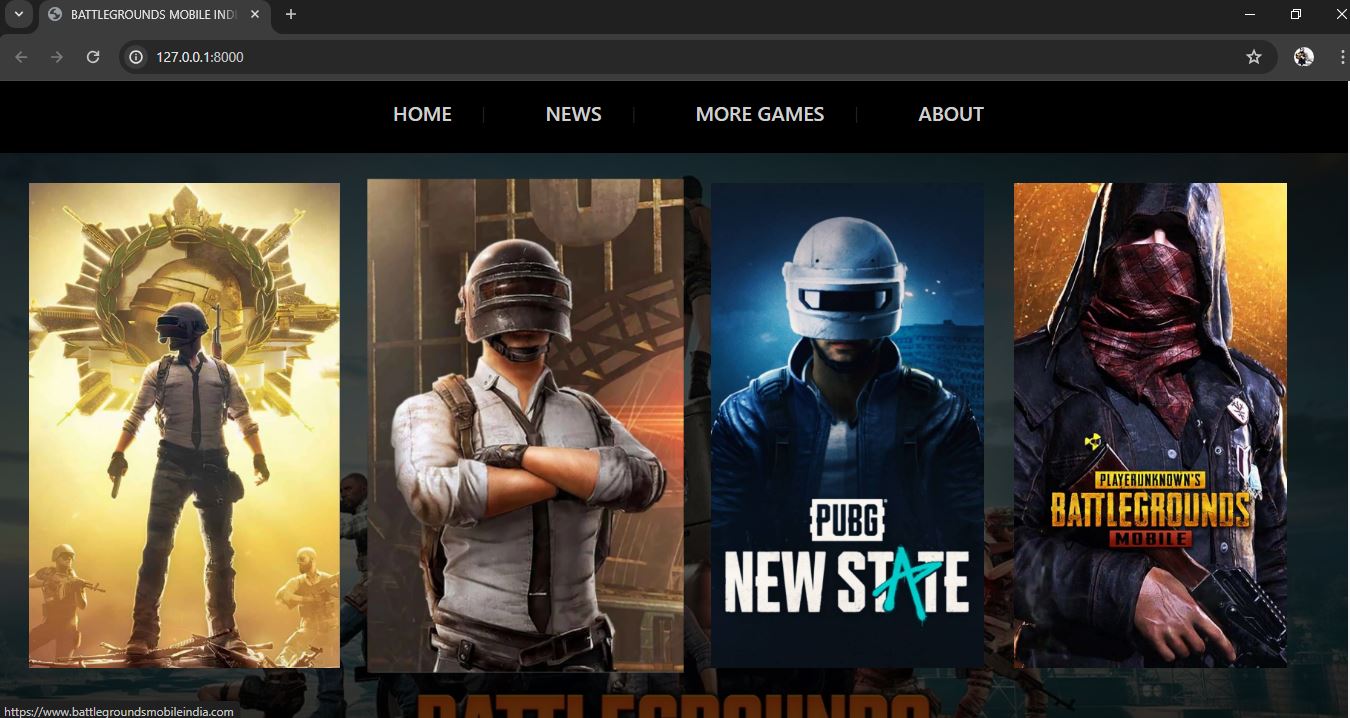 BATTLEGROUNDS MOBILE INDI
127.0.0.1:8000
HOME | NEWS | MORE GAMES | ABOUT
PUBG
NEW STATE
PLAYERUNKNOWN'S
BATTLEGROUNDS
MOBILE
BATTLEGROUNDS
https://www.battlegroundsmobileindia.com